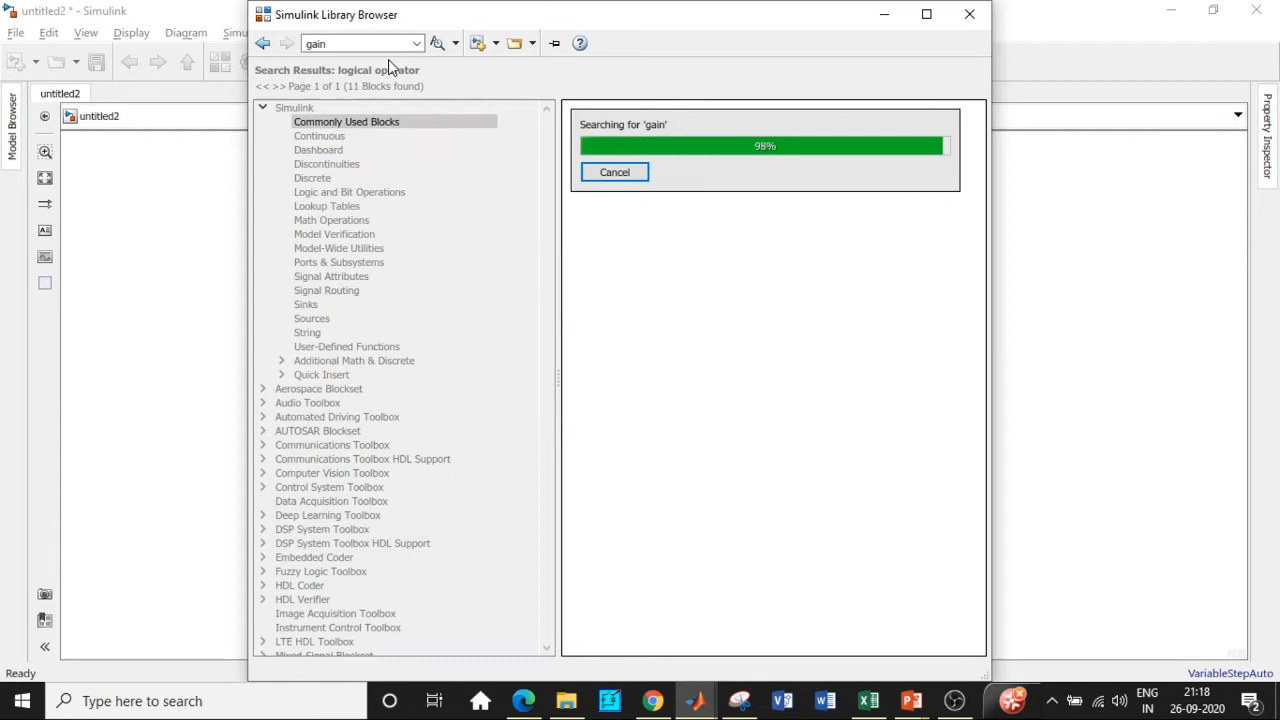 untitled2 * - Simulink
File Edit View Display Diagram Simu
Simulink Library Browser
gain
Search Results: logical operator
<< >> Page 1 of 1 (11 Blocks found)
untitled2
untitled2
Model Browser
Property Inspector
Simulink
Commonly Used Blocks
Continuous
Dashboard
Discontinuities
Discrete
Logic and Bit Operations
Lookup Tables
Math Operations
Model Verification
Model-Wide Utilities
Ports & Subsystems
Signal Attributes
Signal Routing
Sinks
Sources
String
User-Defined Functions
Additional Math & Discrete
Quick Insert
Aerospace Blockset
Audio Toolbox
Automated Driving Toolbox
AUTOSAR Blockset
Communications Toolbox
Communications Toolbox HDL Support
Computer Vision Toolbox
Control System Toolbox
Data Acquisition Toolbox
Deep Learning Toolbox
DSP System Toolbox
DSP System Toolbox HDL Support
Embedded Coder
Fuzzy Logic Toolbox
HDL Coder
HDL Verifier
Image Acquisition Toolbox
Instrument Control Toolbox
LTE HDL Toolbox
Mixed-Signal Blockset
Searching for 'gain'
98%
Cancel
Ready
VariableStepAuto
Type here to search
ENG
IN
21:18
26-09-2020
2